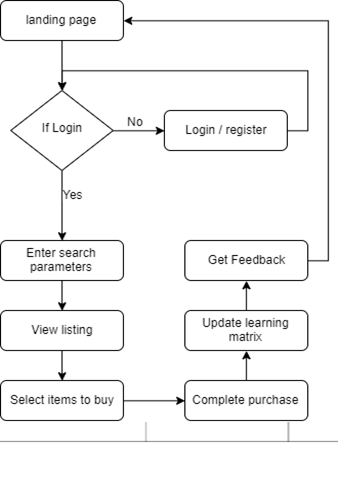 landing page
If Login
No
Login / register
Yes
Enter search
parameters
Get Feedback
View listing
Update learning
matrix
Select items to buy
Complete purchase